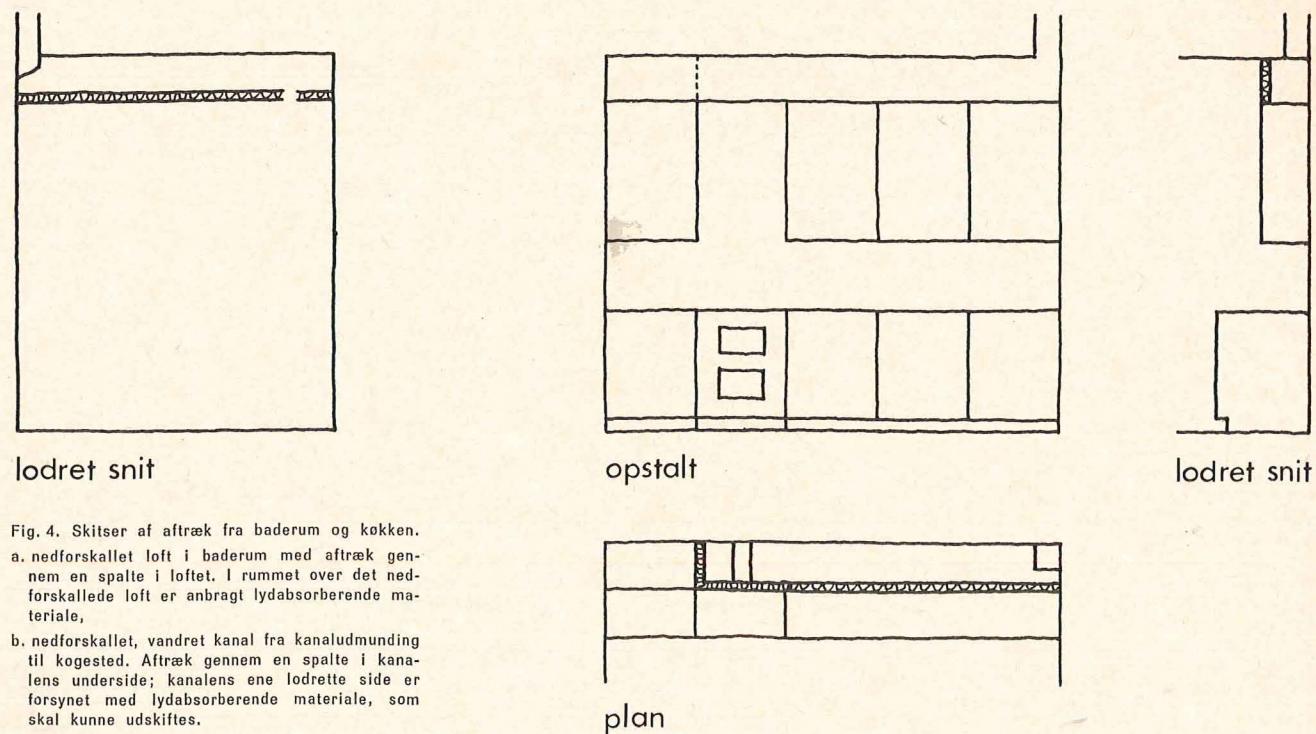 lodret snit
opstalt
lodret snit
Fig. 4. Skitser af aftræk fra baderum og køkken.
a. nedforskallet loft i baderum med aftræk gen-
nem en spalte i loftet. I rummet over det ned-
forskallede loft er anbragt lydabsorberende ma-
teriale,
b. nedforskallet, vandret kanal fra kanaludmunding
til kogested. Aftræk gennem en spalte i kana-
lens underside; kanalens ene lodrette side er
forsynet med lydabsorberende materiale, som
skal kunne udskiftes.
plan